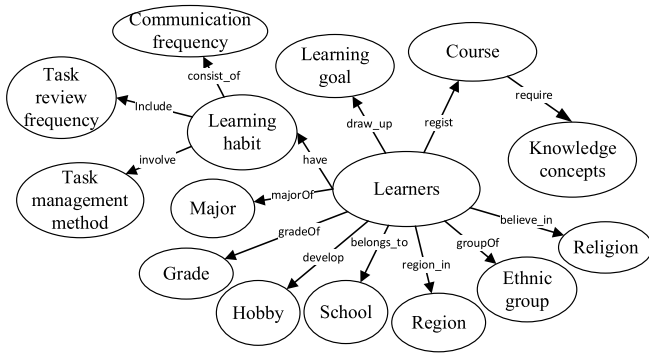 Communication
frequency
Learning
goal
Course
Task
review
frequency
consist_of
Include
Learning
habit
draw_up
regist
require
Knowledge
concepts
involve
have
Task
management
method
Major
majorOf
Learners
gradeOf
develop
belongs_to
region_in
groupOf
believe_in
Religion
Grade
Hobby
School
Region
Ethnic
group